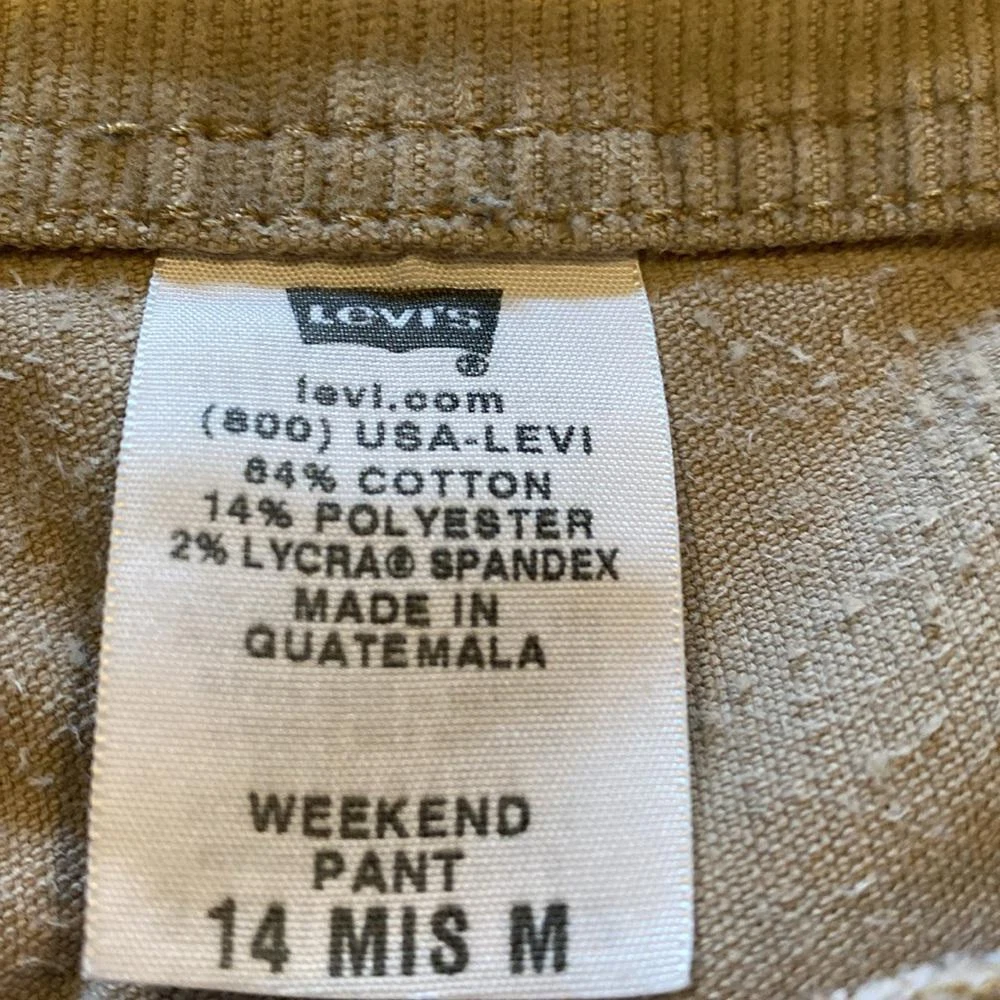 LEVI'S
®
levi.com
(800) USA-LEVI
84% COTTON
14% POLYESTER
2% LYCRA® SPANDEX
MADE IN
GUATEMALA
WEEKEND
PANT
14 MIS M